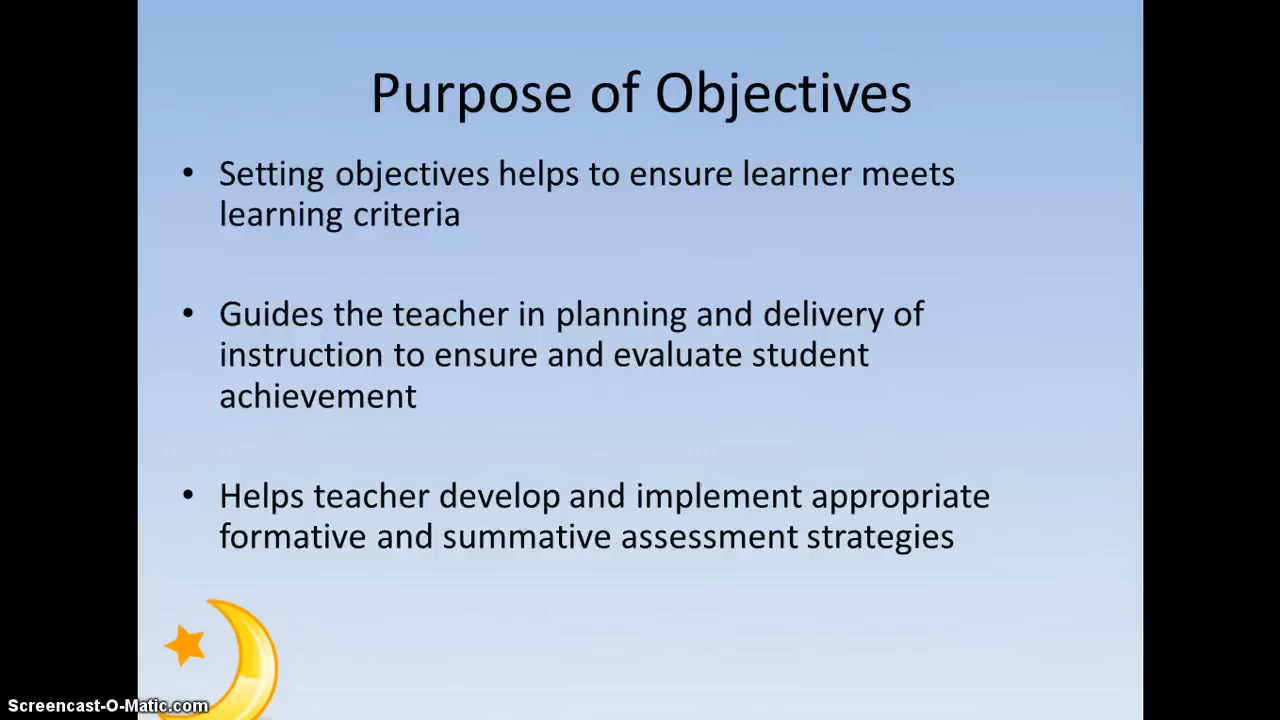 Purpose of Objectives
• Setting objectives helps to ensure learner meets
learning criteria
• Guides the teacher in planning and delivery of
instruction to ensure and evaluate student
achievement
• Helps teacher develop and implement appropriate
formative and summative assessment strategies
Screencast-O-Matic.com